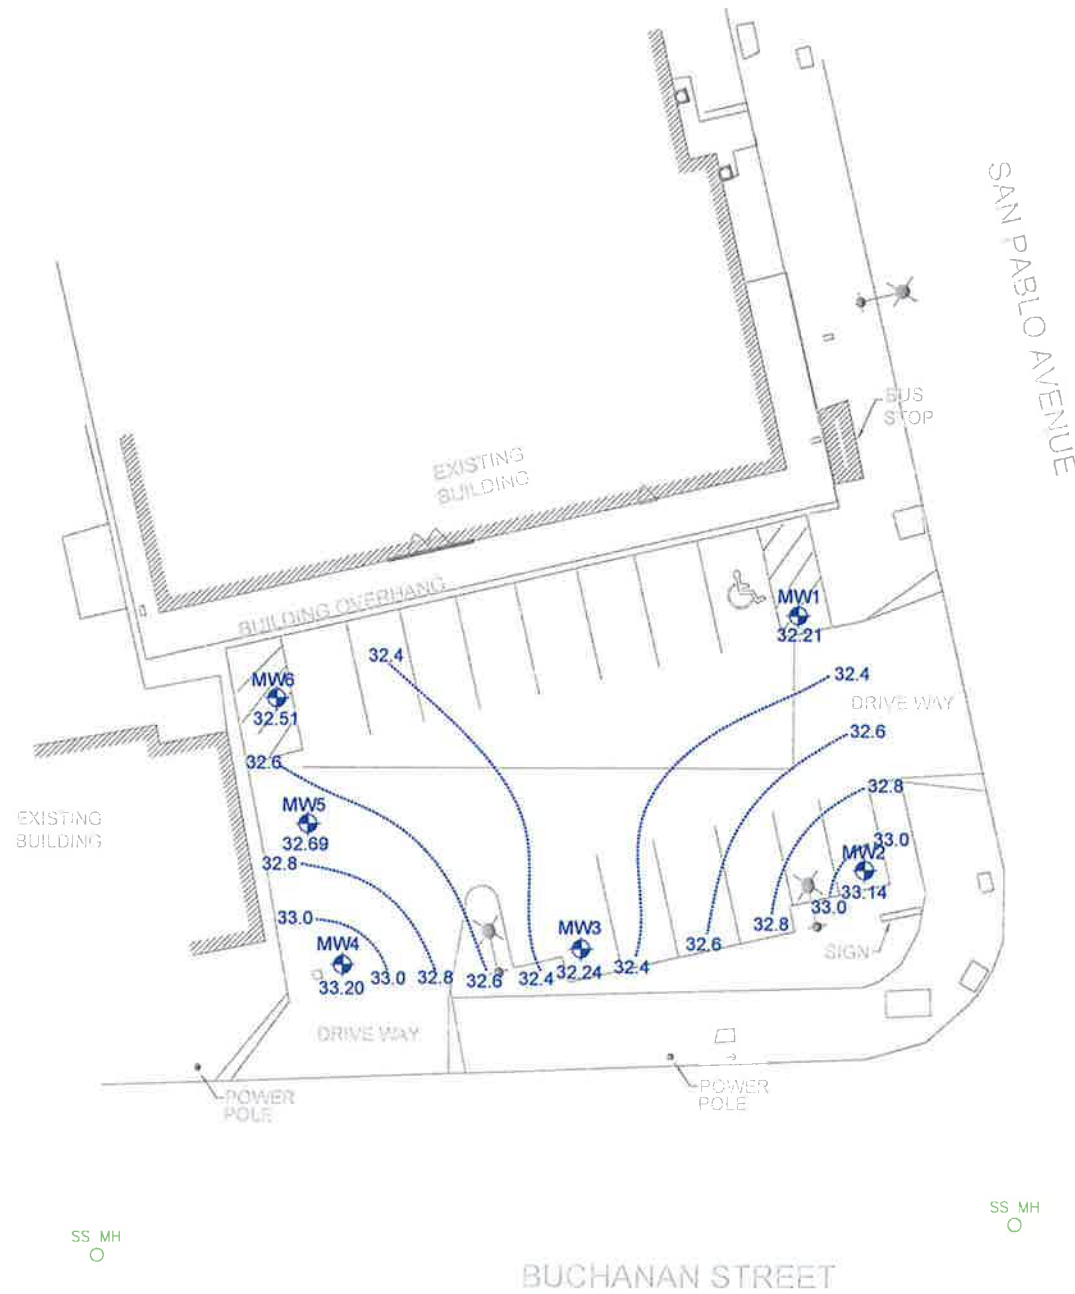 SAN PABLO AVENUE
BUS
STOP
EXISTING
BUILDING
BUILDING OVERHANG
MW1
32.21
32.4
32.4
MW6
32.51
DRIVE WAY
32.6
32.6
32.8
MW5
32.69
EXISTING
BUILDING
33.0
MW2
33.14
32.8
33.0
32.8
33.0
MW3
32.24
32.6
32.4
SIGN
MW4
33.20
33.0
32.8
32.6
32.4
DRIVE WAY
POWER
POLE
POWER
POLE
SS MH
SS MH
BUCHANAN STREET